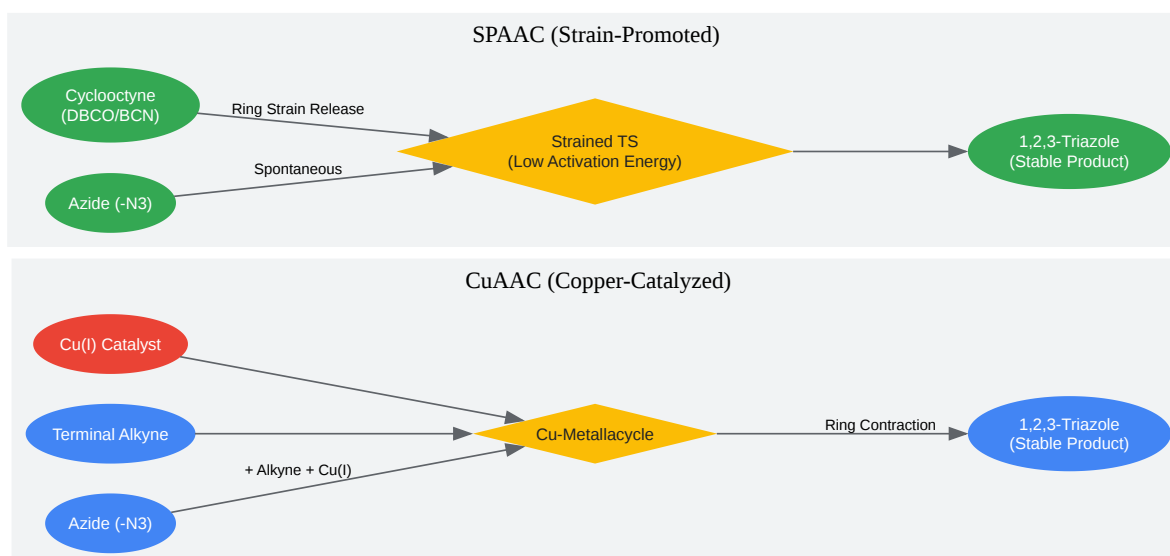 SPAAC (Strain-Promoted)
Cyclooctyne
(DBCO/BCN)
Ring Strain Release
Strained TS
(Low Activation Energy)
1,2,3-Triazole
(Stable Product)
Spontaneous
Azide (-N3)
CuAAC (Copper-Catalyzed)
Cu(I) Catalyst
Terminal Alkyne
Cu-Metallacycle
Ring Contraction
1,2,3-Triazole
(Stable Product)
+ Alkyne + Cu(I)
Azide (-N3)